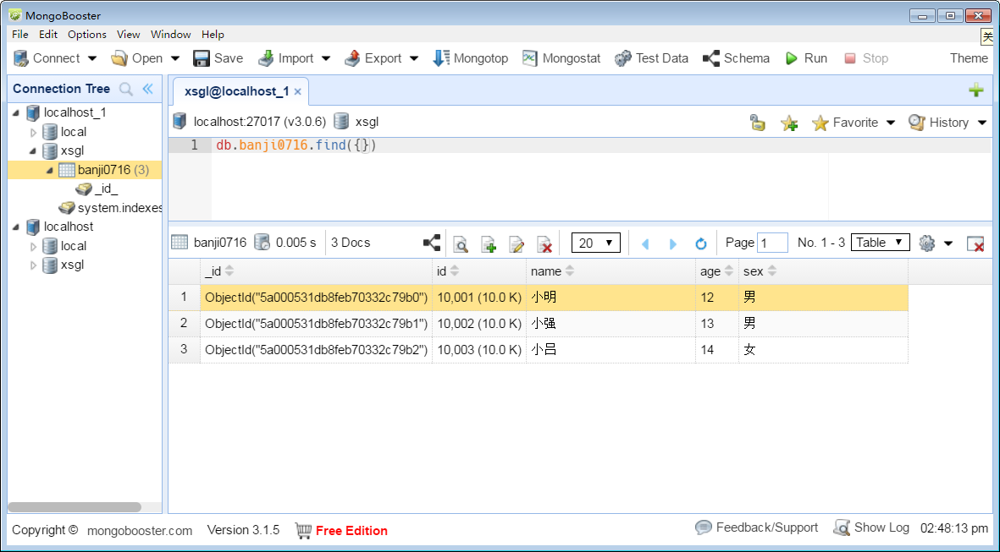 MongoBooster
File Edit Options View Window Help
关
Connect Open Save Import Export Mongotop Mongostat Test Data Schema Run Stop Theme
Connection Tree
localhost_1
local
xsgl
banji0716 (3)
_id_
system.indexes
localhost
local
xsgl
xsgl@localhost_1 ×
localhost:27017 (v3.0.6) xsgl Favorite History
1 db.banji0716.find({})
banji0716 0.005 s 3 Docs 20 Page 1 No. 1 - 3 Table
_id id name age sex
1 ObjectId("5a000531db8feb70332c79b0") 10,001 (10.0 K) 小明 12 男
2 ObjectId("5a000531db8feb70332c79b1") 10,002 (10.0 K) 小强 13 男
3 ObjectId("5a000531db8feb70332c79b2") 10,003 (10.0 K) 小吕 14 女
Copyright © mongobooster.com Version 3.1.5 Free Edition Feedback/Support Show Log 02:48:13 pm